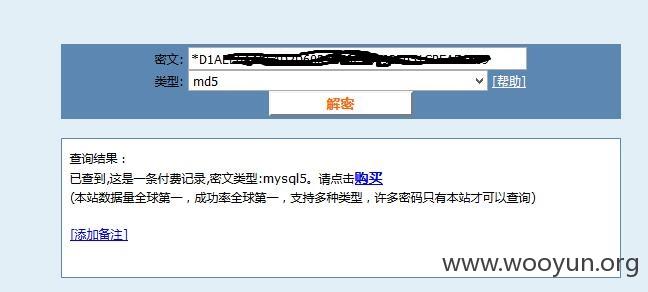 密文: *D1AE
类型: md5 [帮助]
解密
查询结果：
已查到,这是一条付费记录,密文类型:mysql5。请点击购买
(本站数据量全球第一，成功率全球第一，支持多种类型，许多密码只有本站才可以查询)
[添加备注]
www.wooyun.org